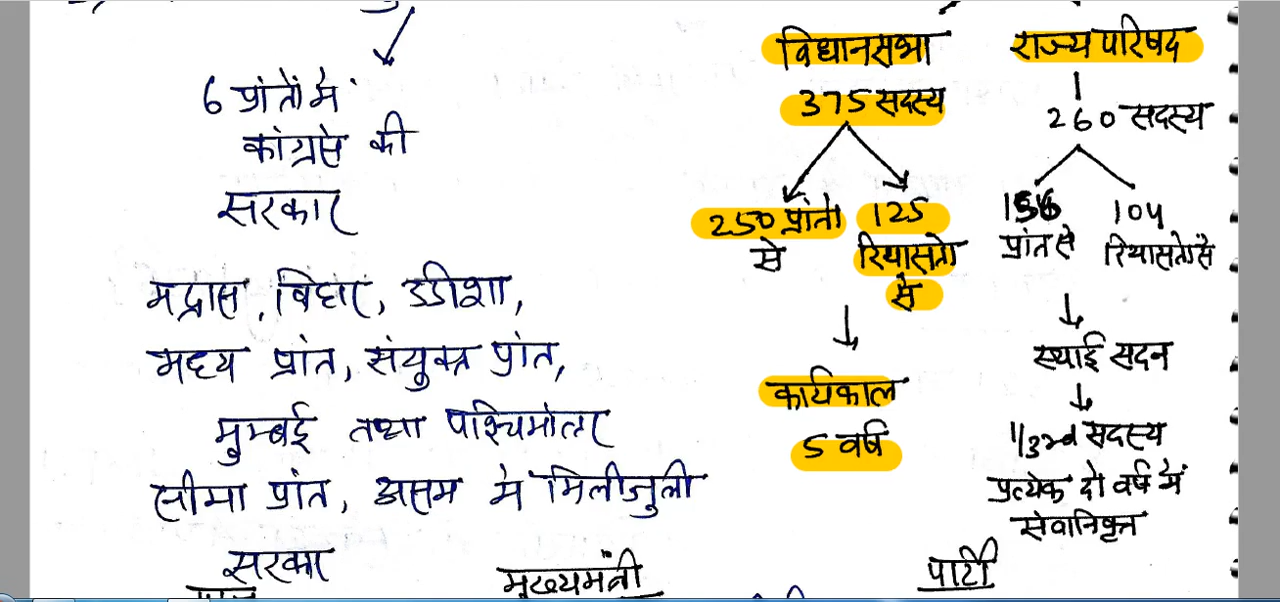 6 प्रांतों में
कांग्रसे की
सरकार
मद्रास, बिहार, उडीशा,
मध्य प्रांत, संयुक्त प्रांत,
मुम्बई तथा पश्चिमोत्तर
सीमा प्रांत, असम में मिलीजुली
सरकार
मुख्यमंत्री
पार्टी
विधानसभा
375 सदस्य
250 प्रांतो
से
125
रियासतो
से
कार्यकाल
5 वर्ष
राज्य परिषद
260 सदस्य
156
प्रांत से
104
रियासतो से
स्थाई सदन
1/3rd सदस्य
प्रत्येक दो वर्ष में
सेवानिवृत्त